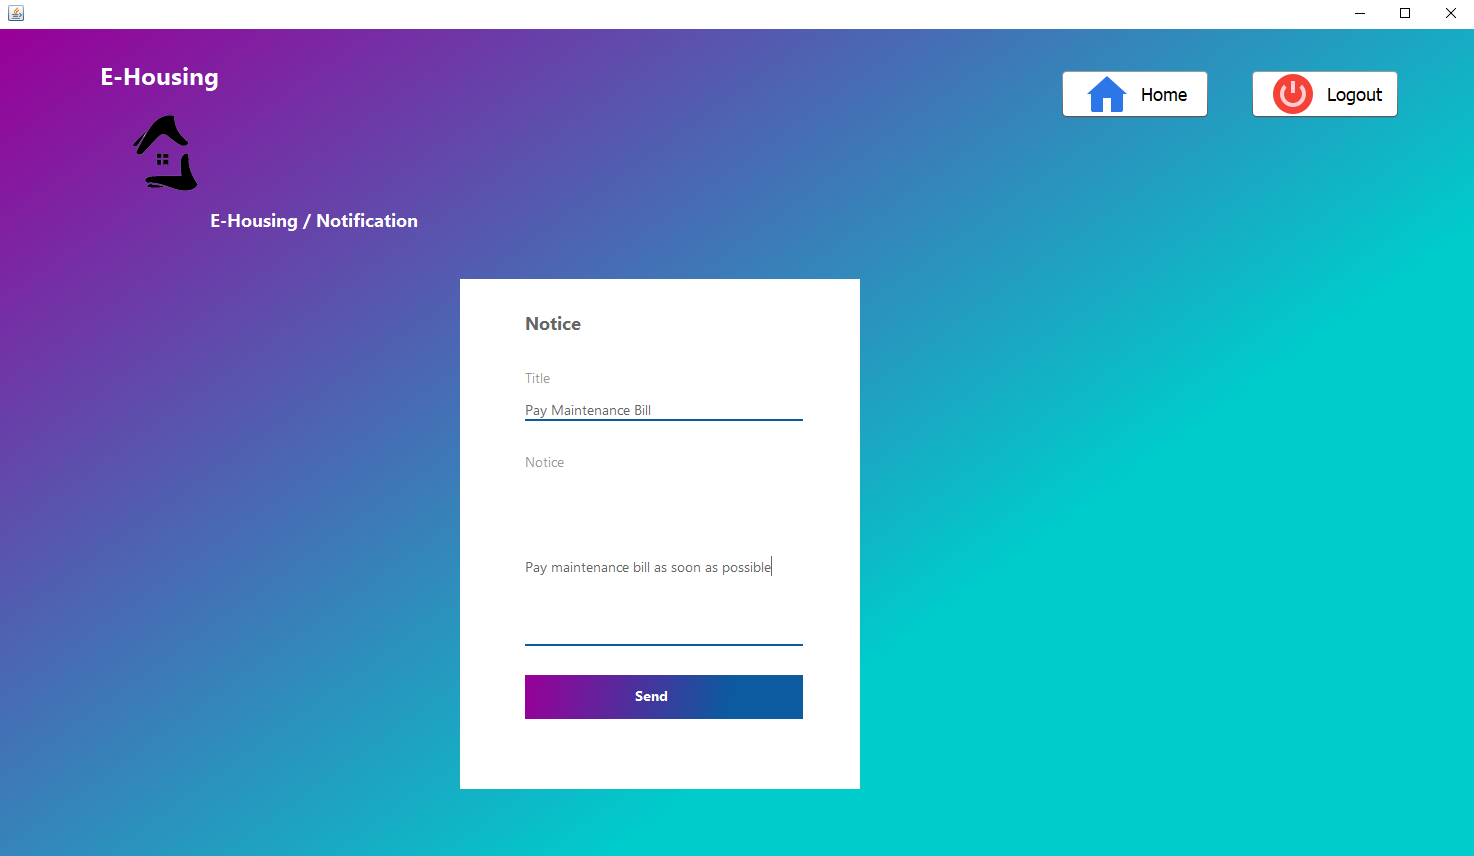 E-Housing
Home
Logout
E-Housing / Notification
Notice
Title
Pay Maintenance Bill
Notice
Pay maintenance bill as soon as possible
Send